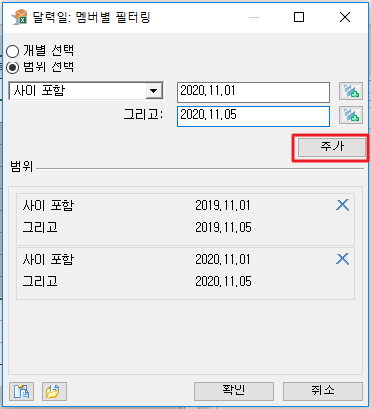 달력일: 멤버별 필터링
개별 선택
범위 선택
사이 포함 2020.11.01
그리고: 2020.11.05
추가
범위
사이 포함 2019.11.01
그리고 2019.11.05
사이 포함 2020.11.01
그리고 2020.11.05
확인 취소